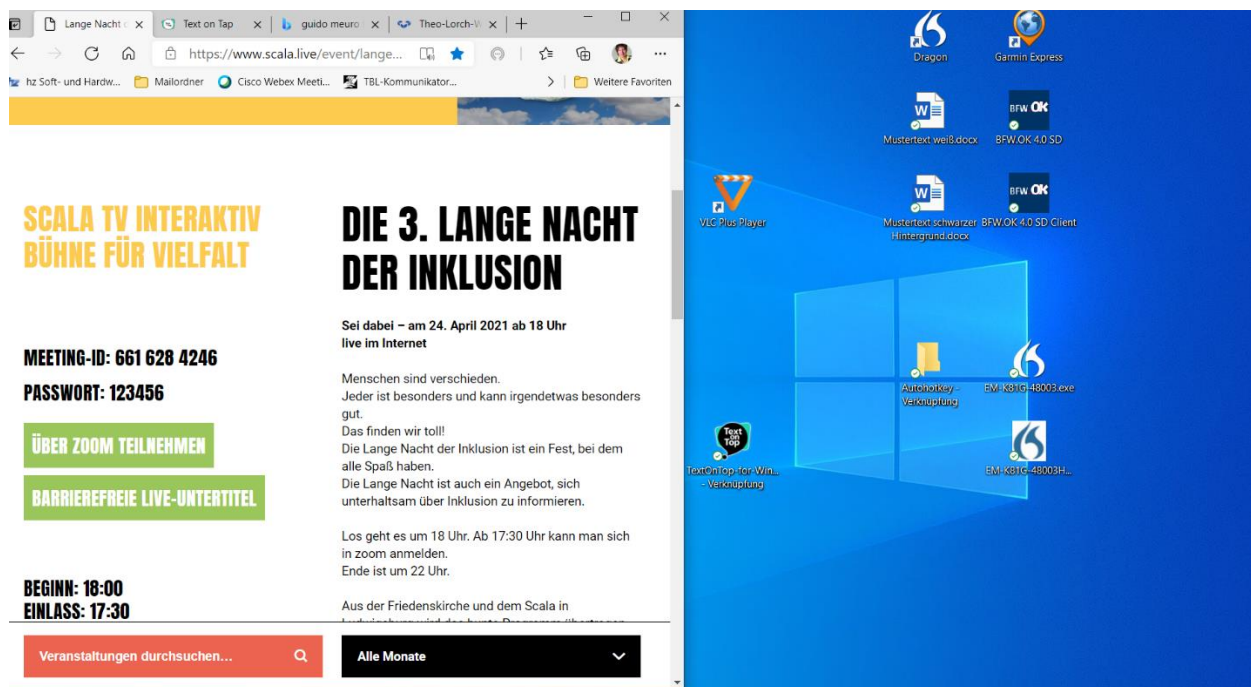 Lange Nacht
Text on Tap
guido meuro
Theo-Lorch-W
https://www.scala.live/event/lange...
hz Soft- und Hardw...
Mailordner
Cisco Webex Meeti...
TBL-Kommunikator...
Weitere Favoriten
SCALA TV INTERAKTIV
BÜHNE FÜR VIELFALT
MEETING-ID: 661 628 4246
PASSWORT: 123456
ÜBER ZOOM TEILNEHMEN
BARRIEREFREIE LIVE-UNTERTITEL
BEGINN: 18:00
EINLASS: 17:30
DIE 3. LANGE NACHT
DER INKLUSION
Sei dabei – am 24. April 2021 ab 18 Uhr
live im Internet
Menschen sind verschieden.
Jeder ist besonders und kann irgendetwas besonders
gut.
Das finden wir toll!
Die Lange Nacht der Inklusion ist ein Fest, bei dem
alle Spaß haben.
Die Lange Nacht ist auch ein Angebot, sich
unterhaltsam über Inklusion zu informieren.
Los geht es um 18 Uhr. Ab 17:30 Uhr kann man sich
in zoom anmelden.
Ende ist um 22 Uhr.
Aus der Friedenskirche und dem Scala in
Veranstaltungen durchsuchen...
Alle Monate
Dragon
Garmin Express
BFW OK
Mustertext weiß.docx
BFW.OK 4.0 SD
BFW OK
VLC Plus Player
Mustertext schwarzer
Hintergrund.docx
BFW.OK 4.0 SD Client
Autohotkey -
Verknüpfung
EM-K81G-48003.exe
Text
on
Top
TextOnTop-for-Win...
- Verknüpfung
EM-K81G-48003H...